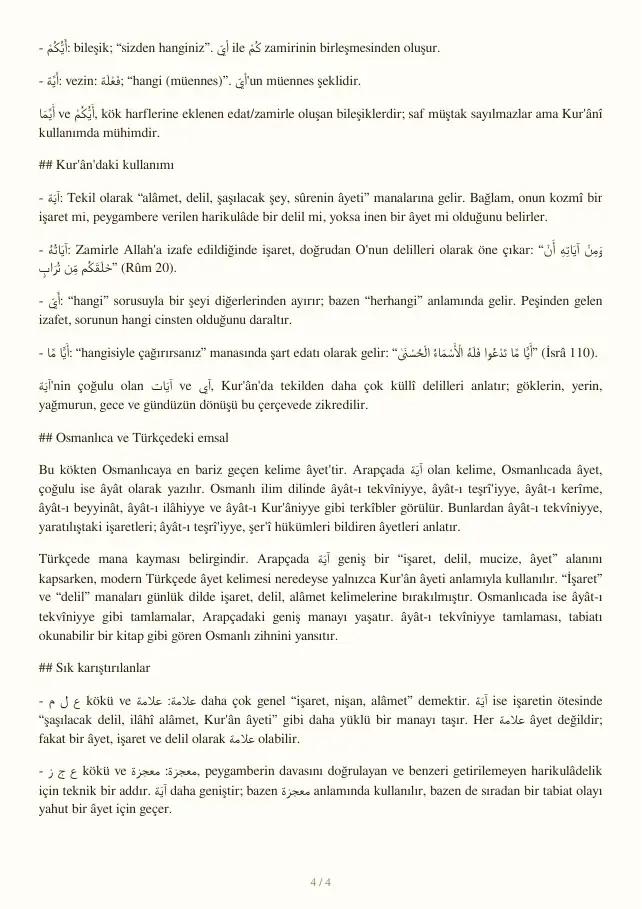 - أَيُّكُمْ: bileşik; “sizden hanginiz”. أَيّ ile كُمْ zamirinin birleşmesinden oluşur.
- أَيَّة: vezin: فَعْلَة; “hangi (müennes)”. أَيّ'un müennes şeklidir.
أَيُّمَا ve أَيُّكُمْ, kök harflerine eklenen edat/zamirle oluşan bileşiklerdir; saf müştak sayılmazlar ama Kur'ânî
kullanımda mühimdir.
## Kur'ân'daki kullanımı
- آيَة: Tekil olarak “alâmet, delil, şaşılacak şey, sûrenin âyeti” manalarına gelir. Bağlam, onun kozmî bir
işaret mi, peygambere verilen harikulâde bir delil mi, yoksa inen bir âyet mi olduğunu belirler.
- آيَاتُهُ: Zamirle Allah'a izafe edildiğinde işaret, doğrudan O'nun delilleri olarak öne çıkar: “وَمِنْ آيَاتِهِ أَنْ
خَلَقَكُم مِّن تُرَابٍ” (Rûm 20).
- أَيّ: “hangi” sorusuyla bir şeyi diğerlerinden ayırır; bazen “herhangi” anlamında gelir. Peşinden gelen
izafet, sorunun hangi cinsten olduğunu daraltır.
- أَيًّا مَّا: “hangisiyle çağırırsanız” manasında şart edatı olarak gelir: “أَيًّا مَّا تَدْعُوا فَلَهُ الْأَسْمَاءُ الْحُسْنَىٰ” (İsrâ 110).
آيَة'nin çoğulu olan آيَات ve آي, Kur'ân'da tekilden daha çok küllî delilleri anlatır; göklerin, yerin,
yağmurun, gece ve gündüzün dönüşü bu çerçevede zikredilir.
## Osmanlıca ve Türkçedeki emsal
Bu kökten Osmanlıcaya en bariz geçen kelime âyet'tir. Arapçada آيَة olan kelime, Osmanlıcada âyet,
çoğulu ise âyât olarak yazılır. Osmanlı ilim dilinde âyât-ı tekvîniyye, âyât-ı teşrî'iyye, âyât-ı kerîme,
âyât-ı beyyinât, âyât-ı ilâhiyye ve âyât-ı Kur'âniyye gibi terkîbler görülür. Bunlardan âyât-ı tekvîniyye,
yaratılıştaki işaretleri; âyât-ı teşrî'iyye, şer'î hükümleri bildiren âyetleri anlatır.
Türkçede mana kayması belirgindir. Arapçada آيَة geniş bir “işaret, delil, mucize, âyet” alanını
kapsarken, modern Türkçede âyet kelimesi neredeyse yalnızca Kur'ân âyeti anlamıyla kullanılır. “İşaret”
ve “delil” manaları günlük dilde işaret, delil, alâmet kelimelerine bırakılmıştır. Osmanlıcada ise âyât-ı
tekvîniyye gibi tamlamalar, Arapçadaki geniş manayı yaşatır. âyât-ı tekvîniyye tamlaması, tabiatı
okunabilir bir kitap gibi gören Osmanlı zihnini yansıtır.
## Sık karıştırılanlar
- ع ل م kökü ve علامة: علامة daha çok genel “işaret, nişan, alâmet” demektir. آيَة ise işaretin ötesinde
“şaşılacak delil, ilâhî alâmet, Kur'ân âyeti” gibi daha yüklü bir manayı taşır. Her علامة âyet değildir;
fakat bir âyet, işaret ve delil olarak علامة olabilir.
- ع ج ز kökü ve معجزة: معجزة, peygamberin davasını doğrulayan ve benzeri getirilemeyen harikulâdelik
için teknik bir addır. آيَة daha geniştir; bazen معجزة anlamında kullanılır, bazen de sıradan bir tabiat olayı
yahut bir âyet için geçer.
4 / 4